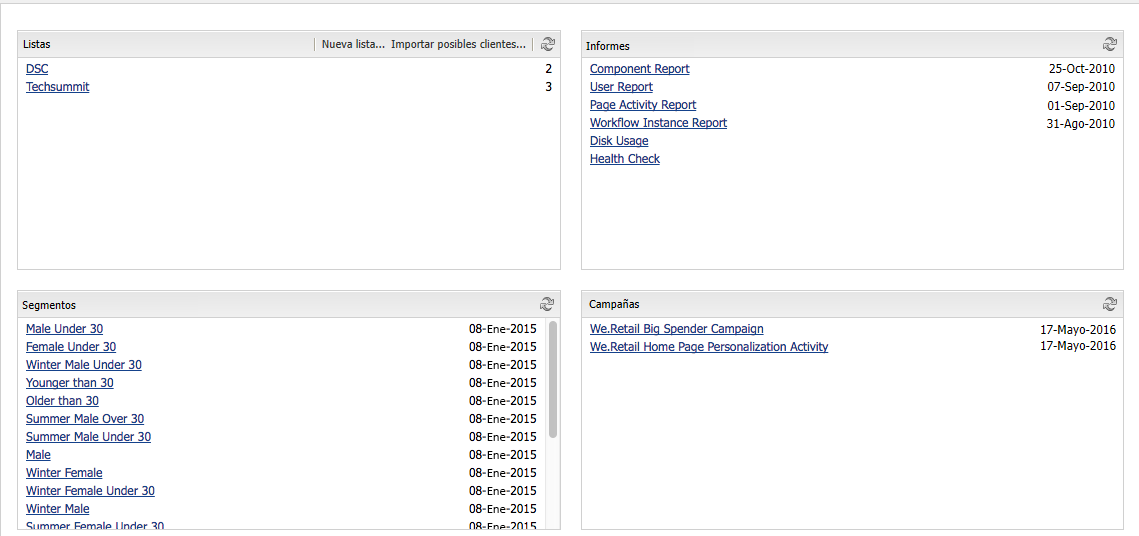 Listas
Nueva lista... Importar posibles clientes...
DSC 2
Techsummit 3
Informes
Component Report 25-Oct-2010
User Report 07-Sep-2010
Page Activity Report 01-Sep-2010
Workflow Instance Report 31-Ago-2010
Disk Usage
Health Check
Segmentos
Male Under 30 08-Ene-2015
Female Under 30 08-Ene-2015
Winter Male Under 30 08-Ene-2015
Younger than 30 08-Ene-2015
Older than 30 08-Ene-2015
Summer Male Over 30 08-Ene-2015
Summer Male Under 30 08-Ene-2015
Male 08-Ene-2015
Winter Female 08-Ene-2015
Winter Female Under 30 08-Ene-2015
Winter Male 08-Ene-2015
Summer Female Under 30 08-Ene-2015
Campañas
We.Retail Big Spender Campaign 17-Mayo-2016
We.Retail Home Page Personalization Activity 17-Mayo-2016